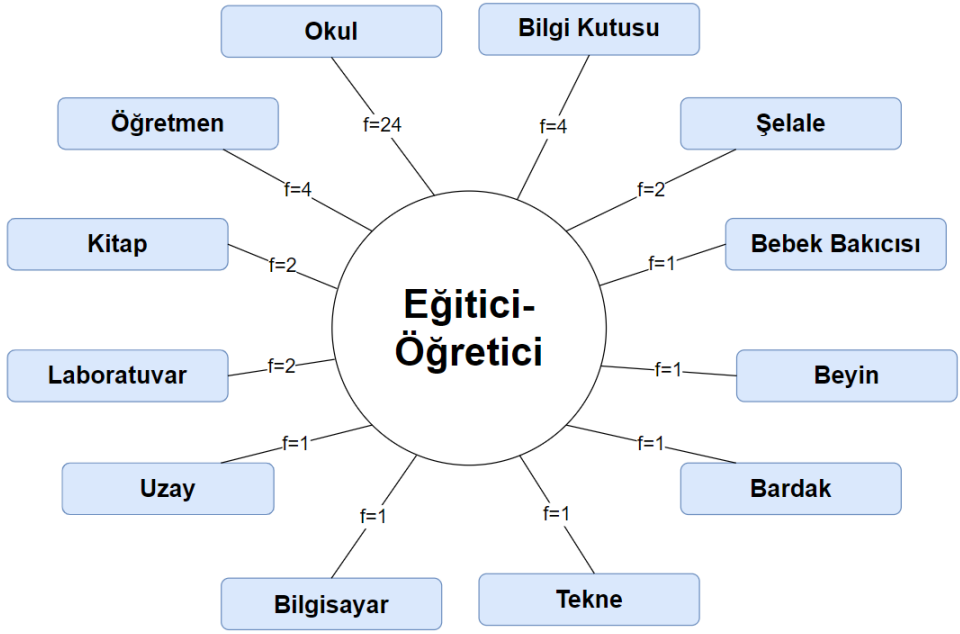 Okul
Bilgi Kutusu
f=24
f=4
Öğretmen
Şelale
f=4
f=2
Kitap
Bebek Bakıcısı
f=2
f=1
Eğitici-
Öğretici
Laboratuvar
Beyin
f=2
f=1
Uzay
Bardak
f=1
f=1
Bilgisayar
Tekne
f=1
f=1